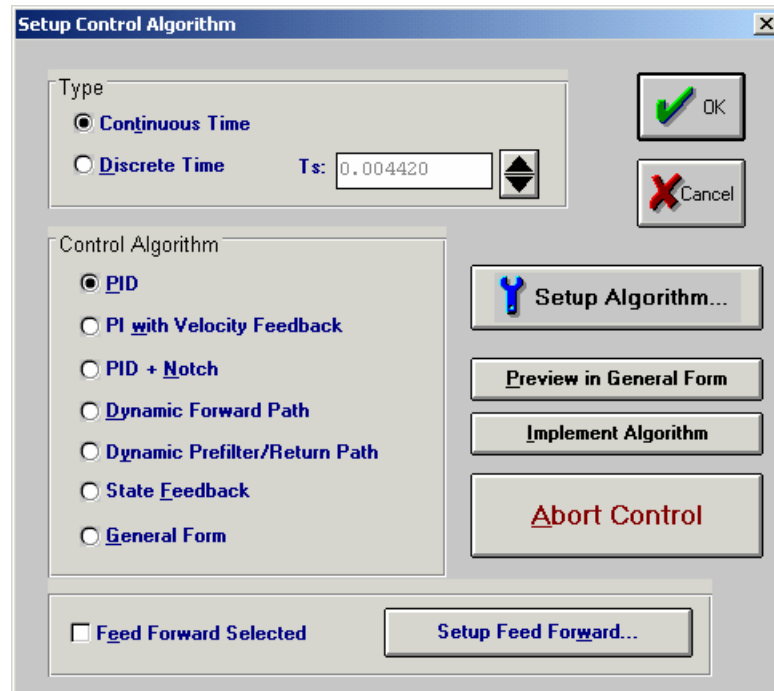 Setup Control Algorithm
Type
Continuous Time
Discrete Time Ts: 0.004420
OK
Cancel
Control Algorithm
PID
PI with Velocity Feedback
PID + Notch
Dynamic Forward Path
Dynamic Prefilter/Return Path
State Feedback
General Form
Setup Algorithm...
Preview in General Form
Implement Algorithm
Abort Control
Feed Forward Selected
Setup Feed Forward...